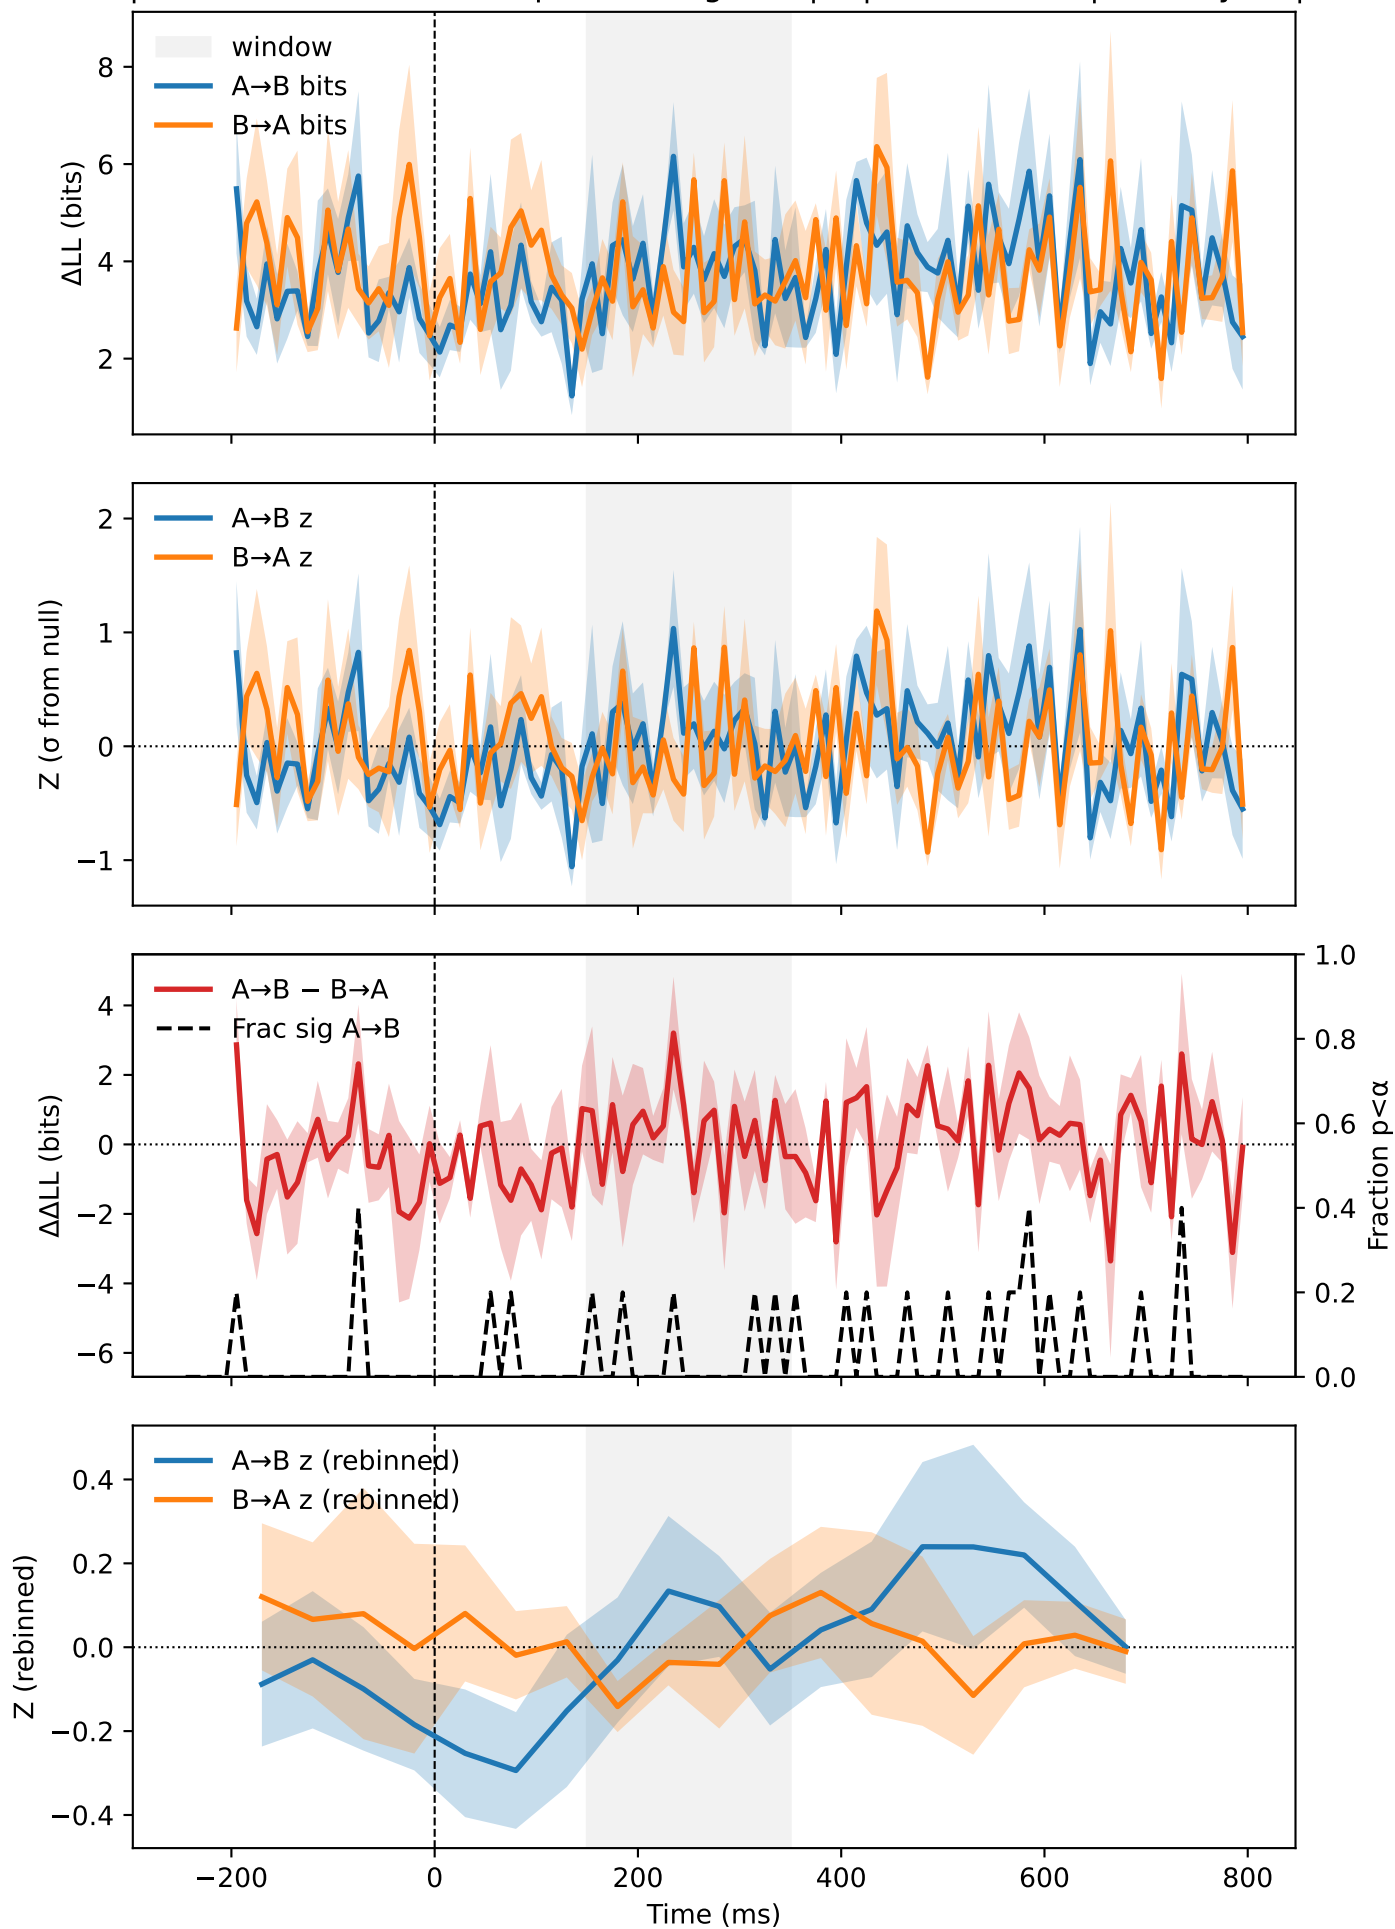 window
A→B bits
B→A bits
ΔLL (bits)
8
6
4
2
A→B z
B→A z
Z (σ from null)
2
1
0
−1
A→B − B→A
Frac sig A→B
ΔΔLL (bits)
4
2
0
−2
−4
−6
1.0
0.8
0.6
0.4
0.2
0.0
Fraction p<α
A→B z (rebinned)
B→A z (rebinned)
Z (rebinned)
0.4
0.2
0.0
−0.2
−0.4
−200
0
200
400
600
800
Time (ms)